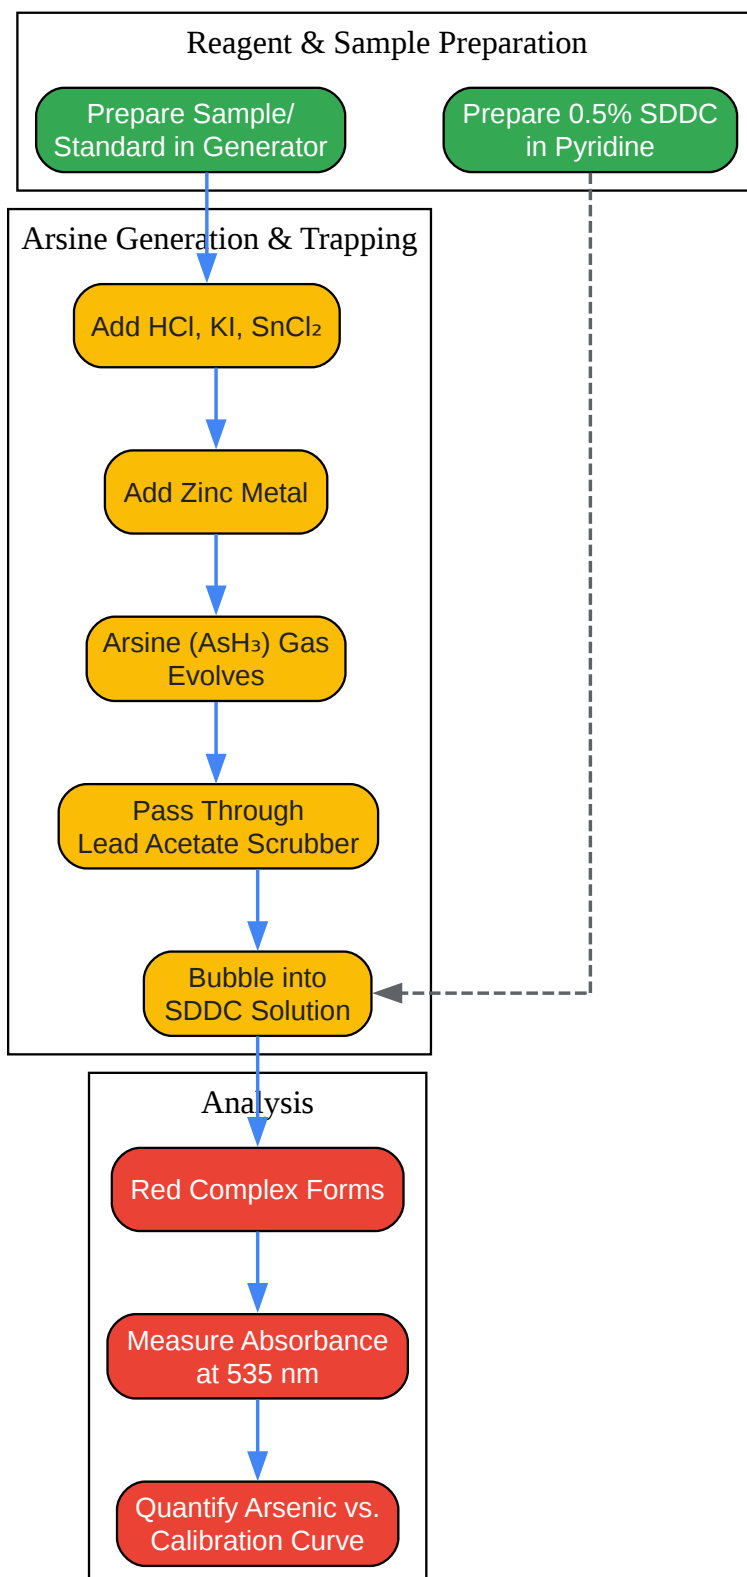 Reagent & Sample Preparation
Prepare Sample/
Standard in Generator
Prepare 0.5% SDDC
in Pyridine
Arsine Generation & Trapping
Add HCl, KI, SnCl₂
Add Zinc Metal
Arsine (AsH₃) Gas
Evolves
Pass Through
Lead Acetate Scrubber
Bubble into
SDDC Solution
Analysis
Red Complex Forms
Measure Absorbance
at 535 nm
Quantify Arsenic vs.
Calibration Curve